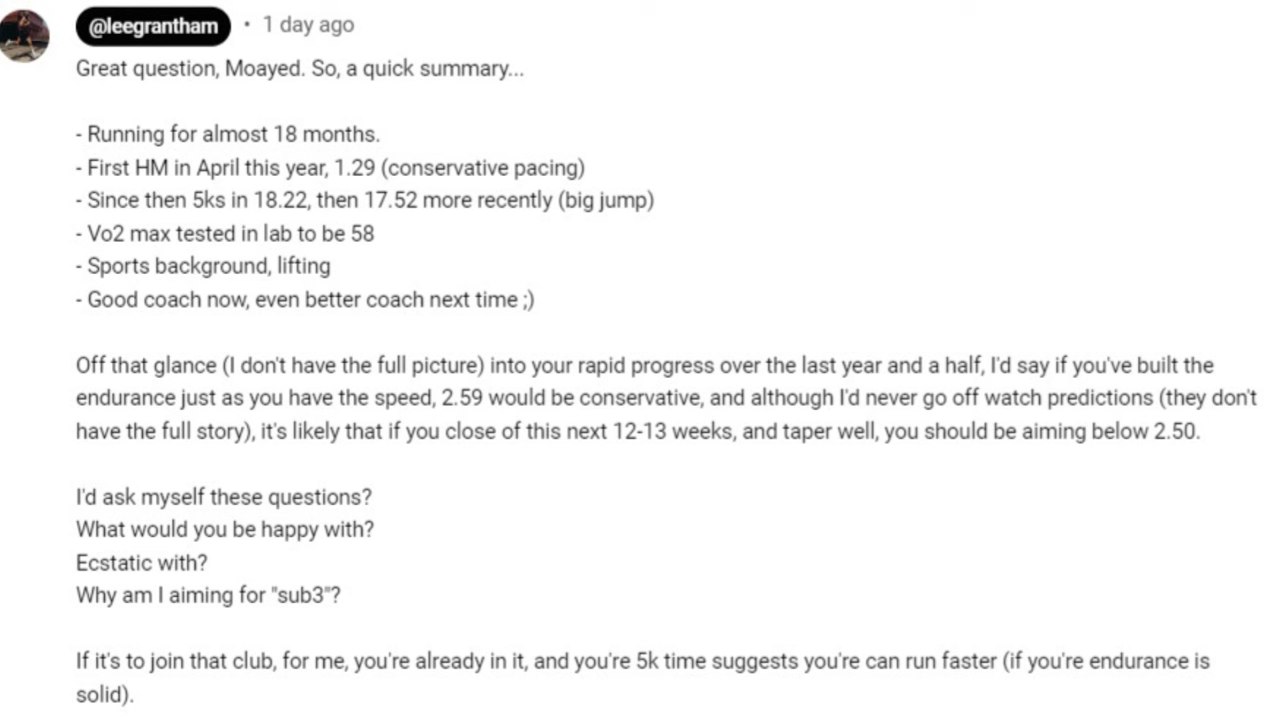 @leegrantham • 1 day ago
Great question, Moayed. So, a quick summary...
- Running for almost 18 months.
- First HM in April this year, 1.29 (conservative pacing)
- Since then 5ks in 18.22, then 17.52 more recently (big jump)
- Vo2 max tested in lab to be 58
- Sports background, lifting
- Good coach now, even better coach next time ;)
Off that glance (I don't have the full picture) into your rapid progress over the last year and a half, I'd say if you've built the
endurance just as you have the speed, 2.59 would be conservative, and although I'd never go off watch predictions (they don't
have the full story), it's likely that if you close of this next 12-13 weeks, and taper well, you should be aiming below 2.50.
I'd ask myself these questions?
What would you be happy with?
Ecstatic with?
Why am I aiming for "sub3"?
If it's to join that club, for me, you're already in it, and you're 5k time suggests you're can run faster (if you're endurance is
solid).